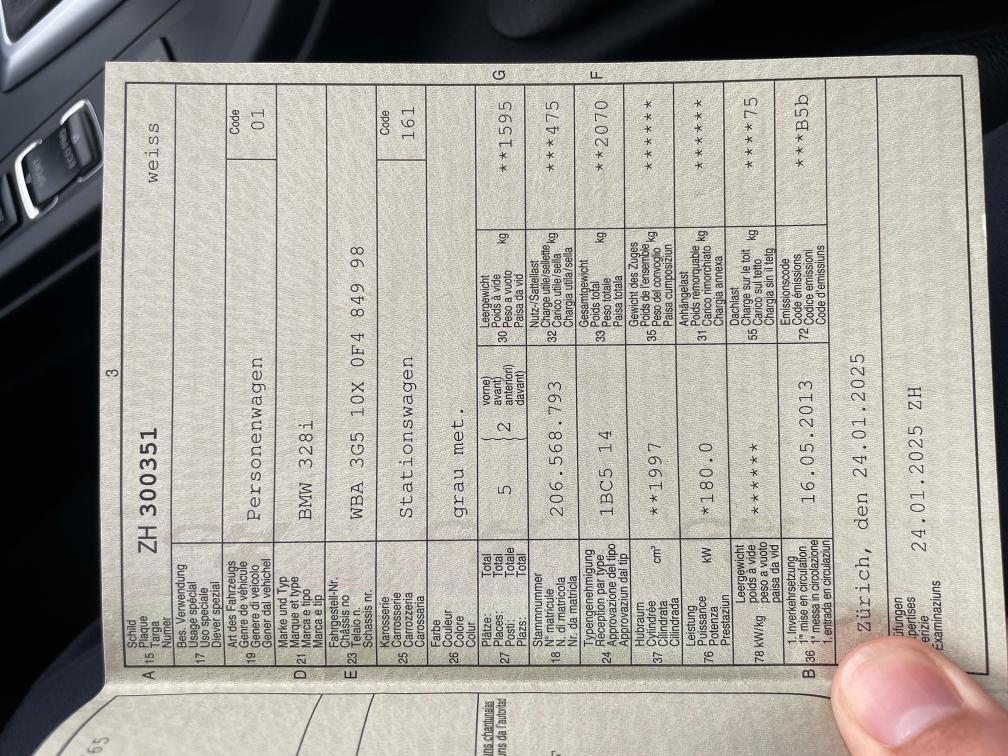 3
A 15 Schild
Plaque
Targa
Numer
ZH 300351
weiss
17 Bes. Verwendung
Usage spécial
Uso speciale
Diever spezial
19 Art des Fahrzeugs
Genre de véhicule
Genere di veicolo
Gener dal vehichel
Personenwagen
Code
01
D 21 Marke und Typ
Marque et type
Marca e tipo
Marca e tip
BMW 328i
E 23 Fahrgestell-Nr.
Châssis no
Telaio n.
Schassis nr.
WBA 3G5 10X 0F4 849 98
25 Karosserie
Carrosserie
Carrozzeria
Carossaria
Stationswagen
Code
161
26 Farbe
Couleur
Colore
Colur
grau met.
27 Plätze: Total
Places: Total
Posti: Totale
Plazs: Total
5
2
vorne)
avant)
anteriori)
davant)
30 Leergewicht
Poids à vide
Peso a vuoto
Paisa da vid
kg
**1595
G
18 Stammnummer
N° matricule
N. di matricola
Nr. da matricla
206.568.793
32 Nutz-/Sattellast
Charge utile/sellette
Carico utile/sella
Chargia utila/sella
kg
***475
24 Typengenehmigung
Réception par type
Approvazione del tipo
Approvaziun dal tip
1BC5 14
33 Gesamtgewicht
Poids total
Peso totale
Paisa totala
kg
**2070
F
37 Hubraum
Cylindrée
Cilindrata
Cilindrada
cm³
**1997
35 Gewicht des Zuges
Poids de l'ensemble
Peso del convoglio
Paisa cumposiziun
kg
******
76 Leistung
Puissance
Potenza
Prestaziun
kW
*180.0
31 Anhängelast
Poids remorquable
Carico rimorchiato
Chargia annexa
kg
*******
78 kW/kg
Leergewicht
poids à vide
peso a vuoto
paisa da vid
******
55 Dachlast
Charge sur le toit
Carico sul tetto
Chargia sin il tetg
kg
****75
B 36 1. Inverkehrsetzung
1re mise en circulation
1a messa in circolazione
1. entrada en circulaziun
16.05.2013
72 Emissionscode
Code émissions
Codice emissioni
Code d'emissiuns
***B5b
Zürich, den 24.01.2025
Examinaziuns
24.01.2025 ZH
65